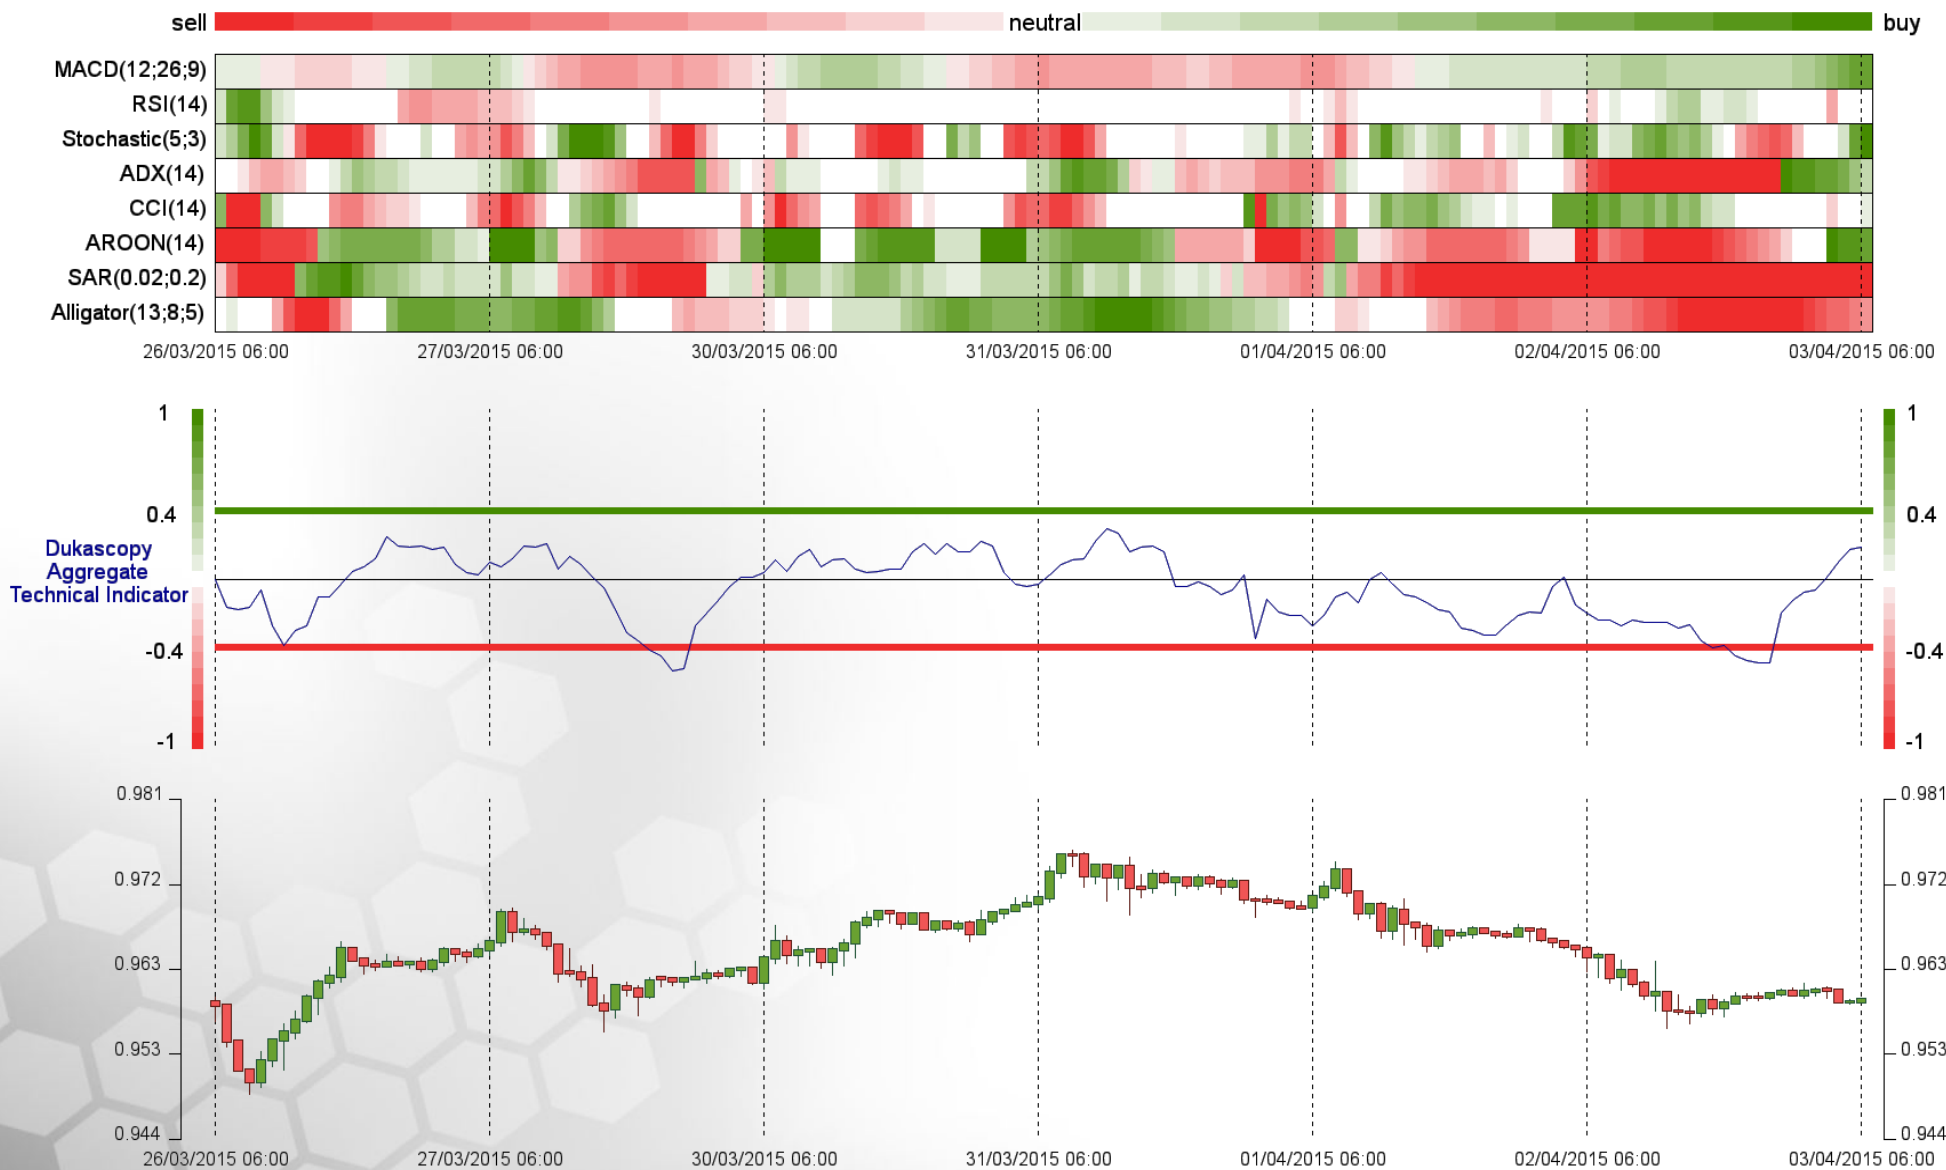 sell neutral buy
MACD(12;26;9)
RSI(14)
Stochastic(5;3)
ADX(14)
CCI(14)
AROON(14)
SAR(0.02;0.2)
Alligator(13;8;5)
26/03/2015 06:00 27/03/2015 06:00 30/03/2015 06:00 31/03/2015 06:00 01/04/2015 06:00 02/04/2015 06:00 03/04/2015 06:00
1 1
0.4 0.4
Dukascopy
Aggregate
Technical Indicator
-0.4 -0.4
-1 -1
0.981 0.981
0.972 0.972
0.963 0.963
0.953 0.953
0.944 0.944
26/03/2015 06:00 27/03/2015 06:00 30/03/2015 06:00 31/03/2015 06:00 01/04/2015 06:00 02/04/2015 06:00 03/04/2015 06:00